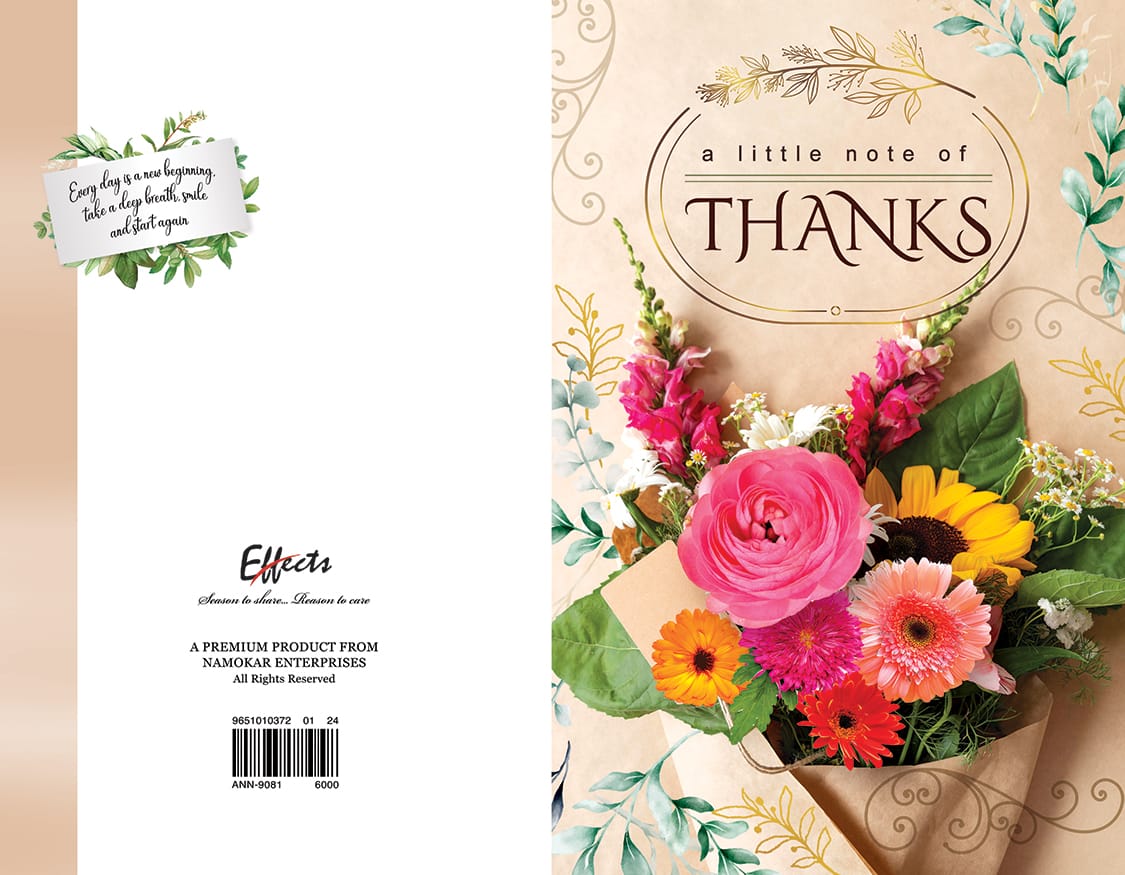 Every day is a new beginning,
take a deep breath, smile
and start again
Effects
Season to share... Reason to care
A PREMIUM PRODUCT FROM
NAMOKAR ENTERPRISES
All Rights Reserved
9651010372 01 24
ANN-9081 6000
a little note of
THANKS